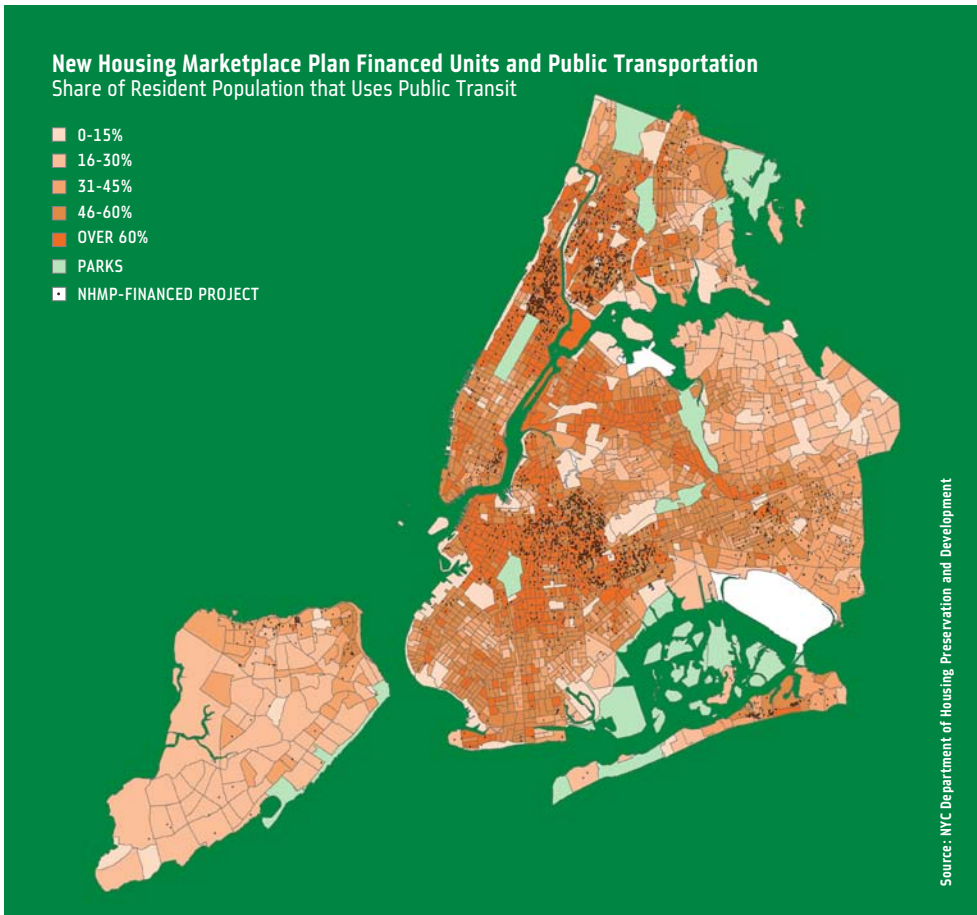 New Housing Marketplace Plan Financed Units and Public Transportation
Share of Resident Population that Uses Public Transit
0-15%
16-30%
31-45%
46-60%
OVER 60%
PARKS
NHMP-FINANCED PROJECT
Source: NYC Department of Housing Preservation and Development